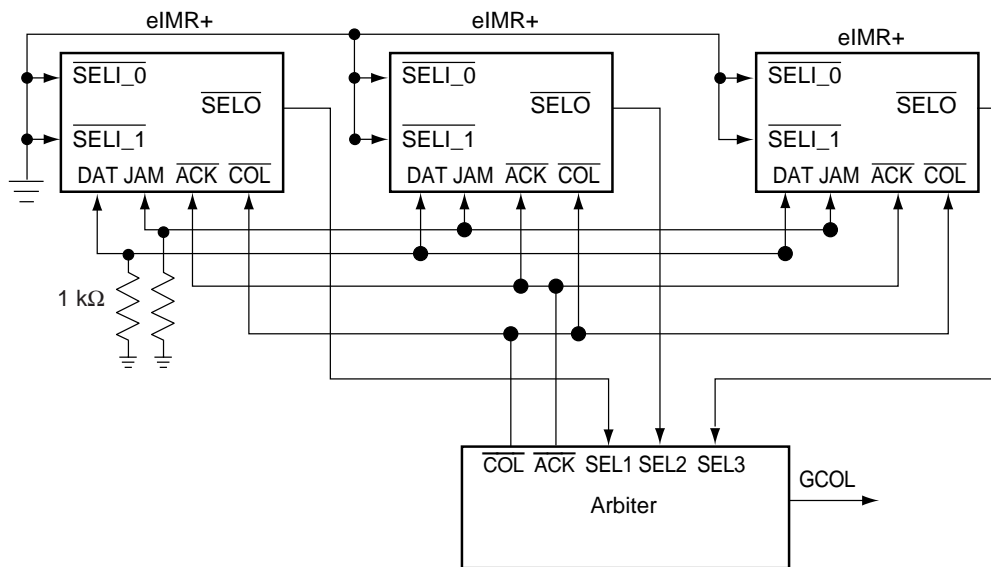 eIMR+ eIMR+ eIMR+
SELI_0 SELI_0 SELI_0
SELO SELO SELO
SELI_1 SELI_1 SELI_1
DAT JAM ACK COL DAT JAM ACK COL DAT JAM ACK COL
1 kΩ
COL ACK SEL1 SEL2 SEL3
GCOL
Arbiter